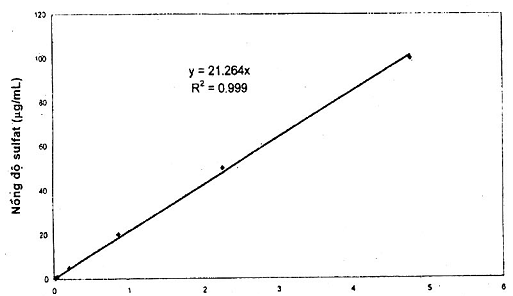 120
100
80
60
40
20
0
Nồng độ sulfat (µg/mL)
y = 21.264x
R² = 0.999
0 1 2 3 4 5 6